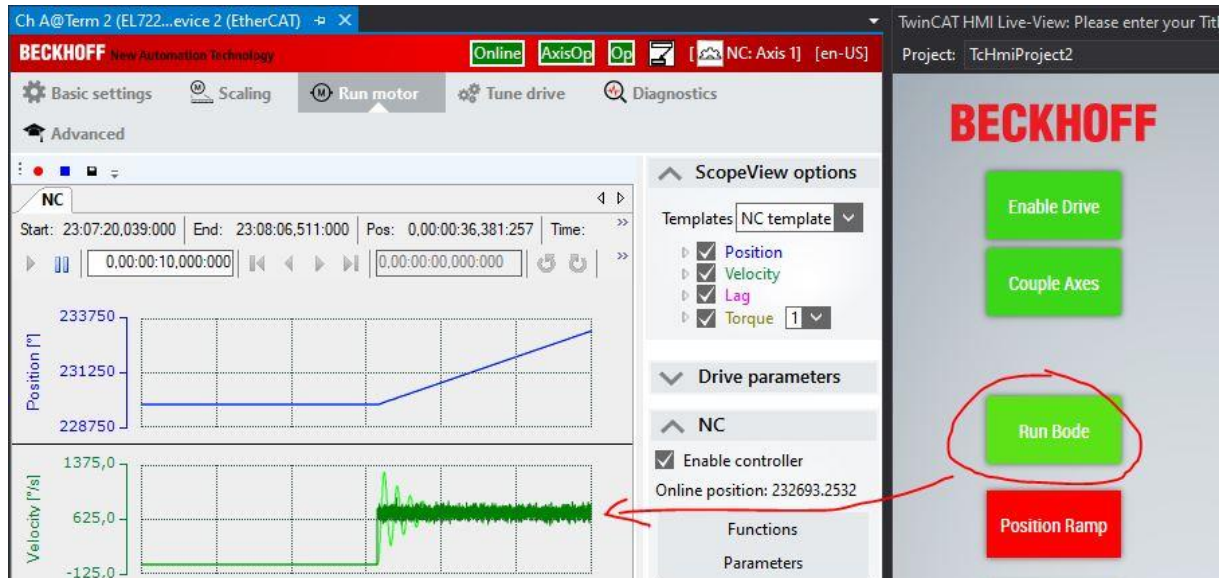 Ch A@Term 2 (EL722...evice 2 (EtherCAT)
BECKHOFF New Automation Technology
Online AxisOp Op [ NC: Axis 1] [en-US]
Basic settings Scaling Run motor Tune drive Diagnostics
Advanced
NC
Start: 23:07:20,039:000 End: 23:08:06,511:000 Pos: 0,00:00:36,381:257 Time:
0,00:00:10,000:000 0,00:00:00,000:000
Position [°]
233750
231250
228750
Velocity [°/s]
1375,0
625,0
-125,0
ScopeView options
Templates NC template
Position
Velocity
Lag
Torque 1
Drive parameters
NC
Enable controller
Online position: 232693.2532
Functions
Parameters
TwinCAT HMI Live-View: Please enter your Titl
Project: TcHmiProject2
BECKHOFF
Enable Drive
Couple Axes
Run Bode
Position Ramp